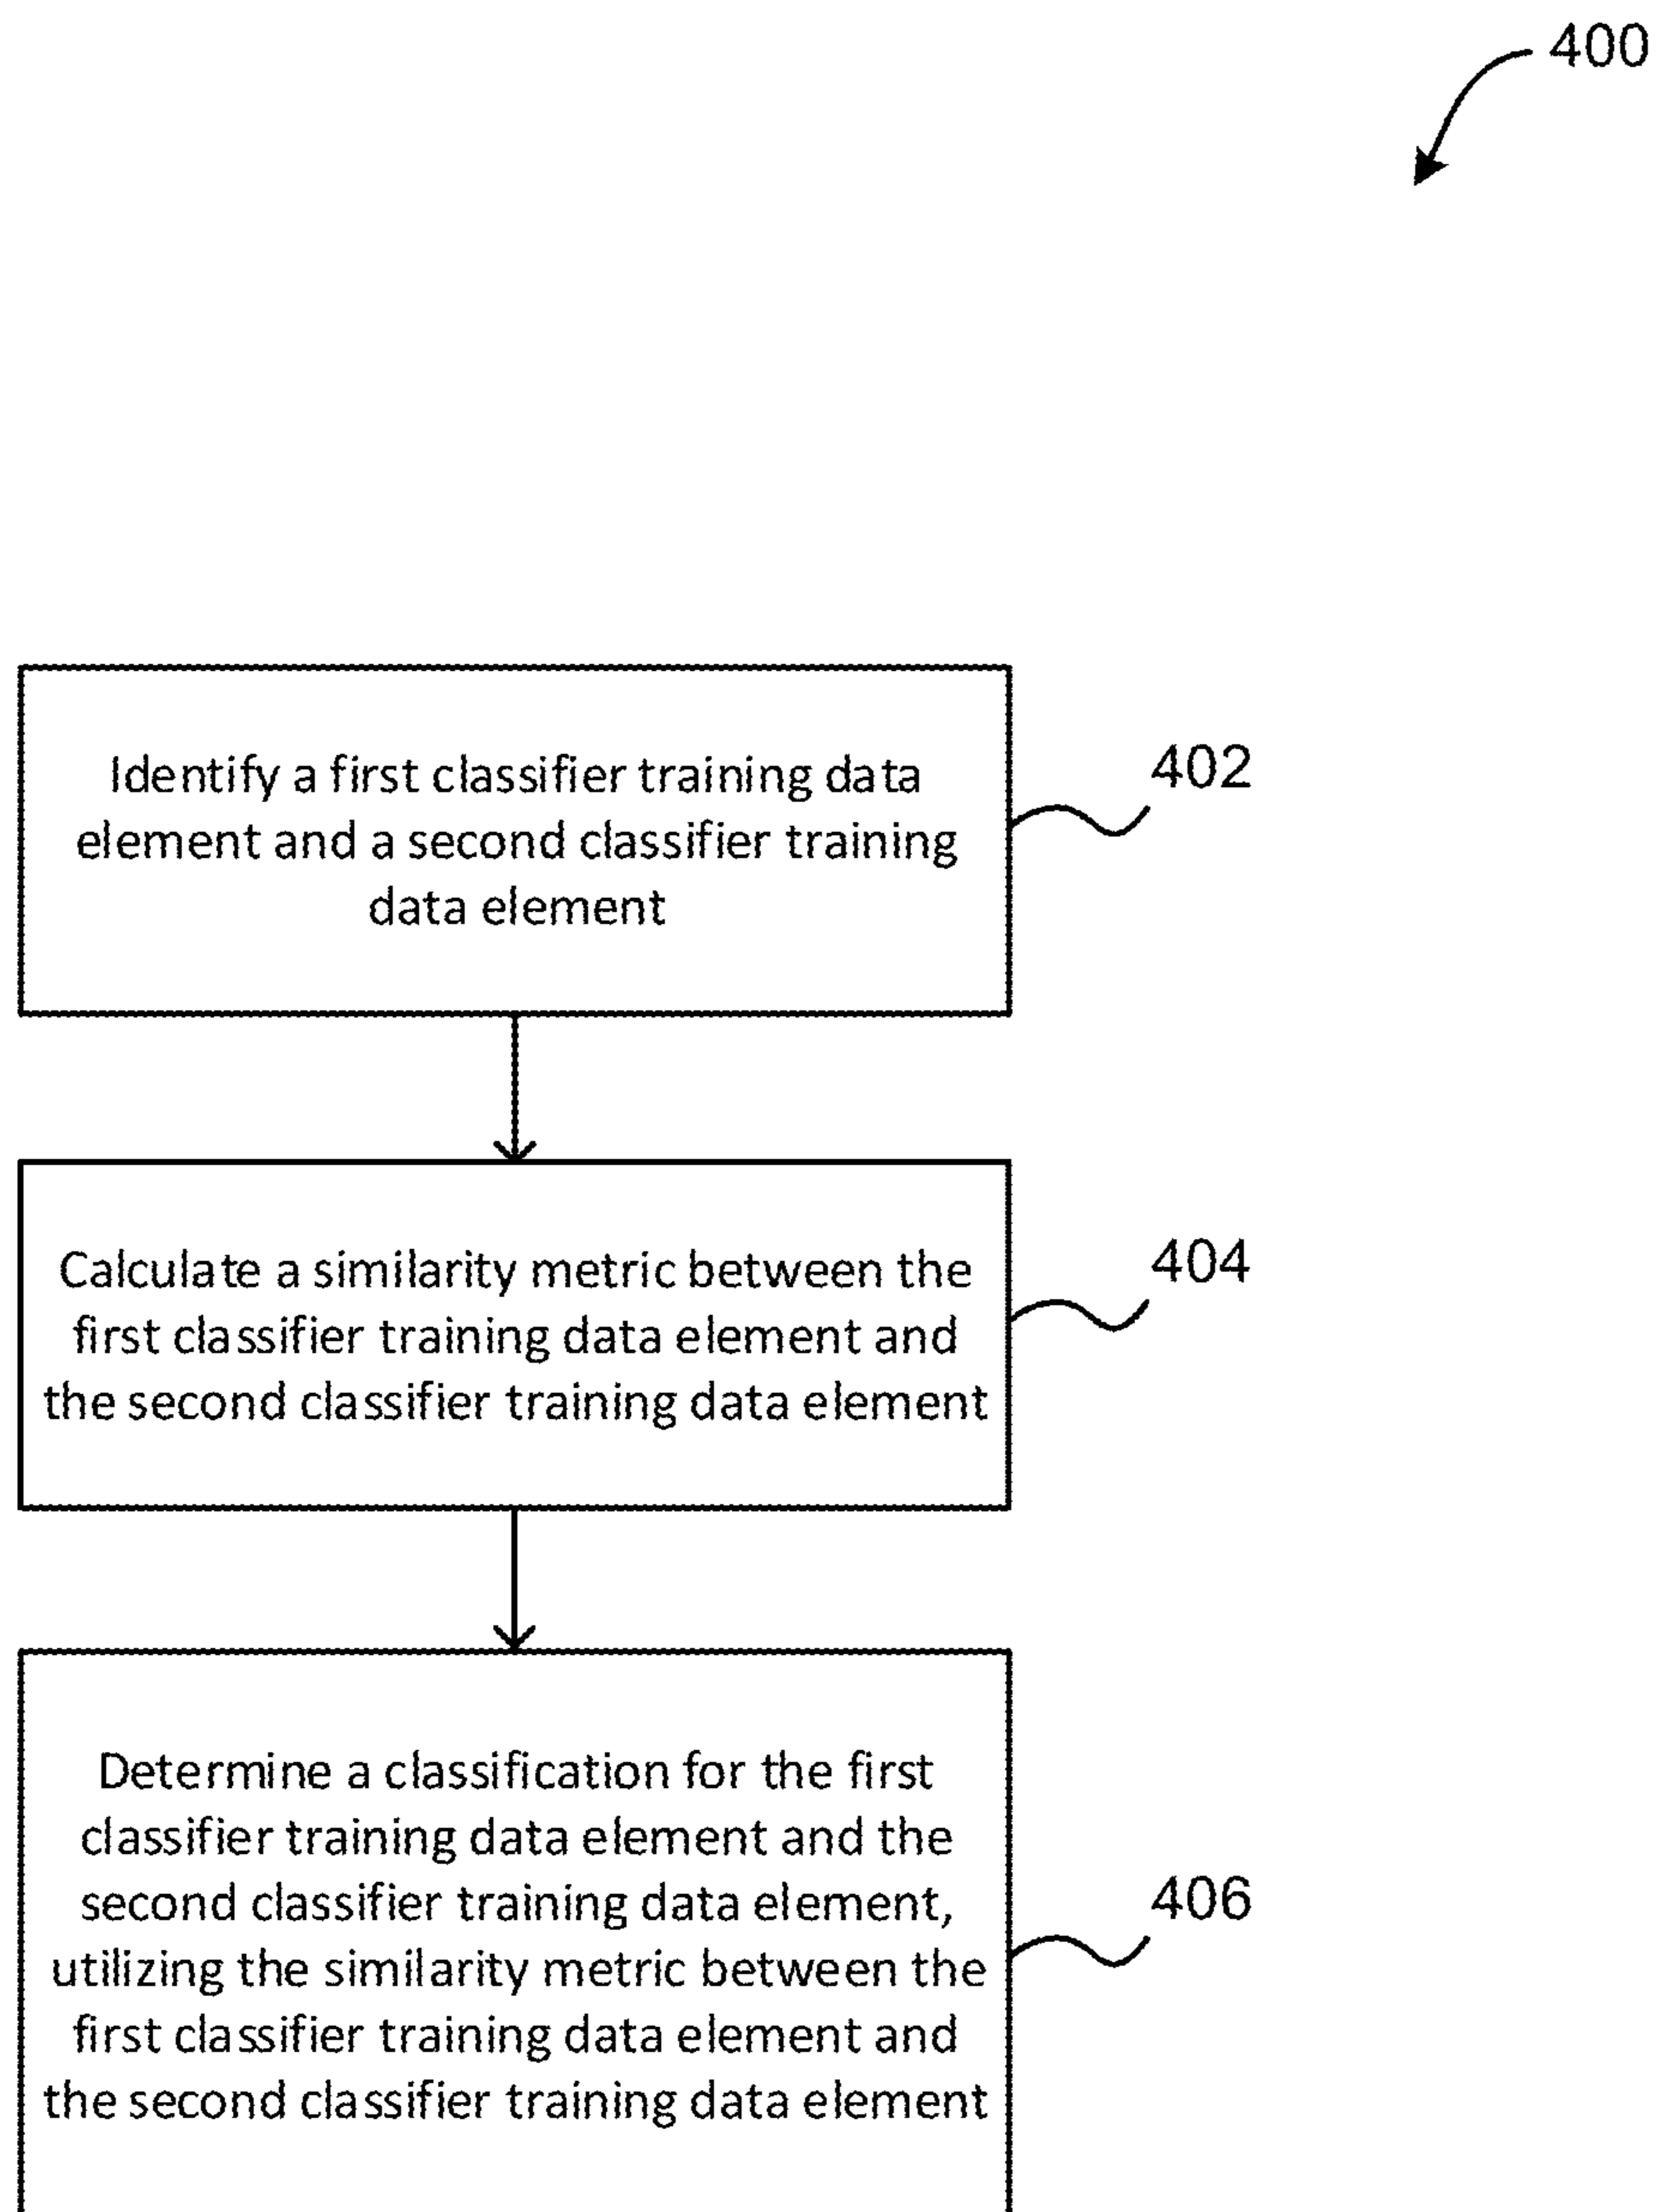 400
Identify a first classifier training data
element and a second classifier training
data element
402
Calculate a similarity metric between the
first classifier training data element and
the second classifier training data element
404
Determine a classification for the first
classifier training data element and the
second classifier training data element,
utilizing the similarity metric between the
first classifier training data element and
the second classifier training data element
406